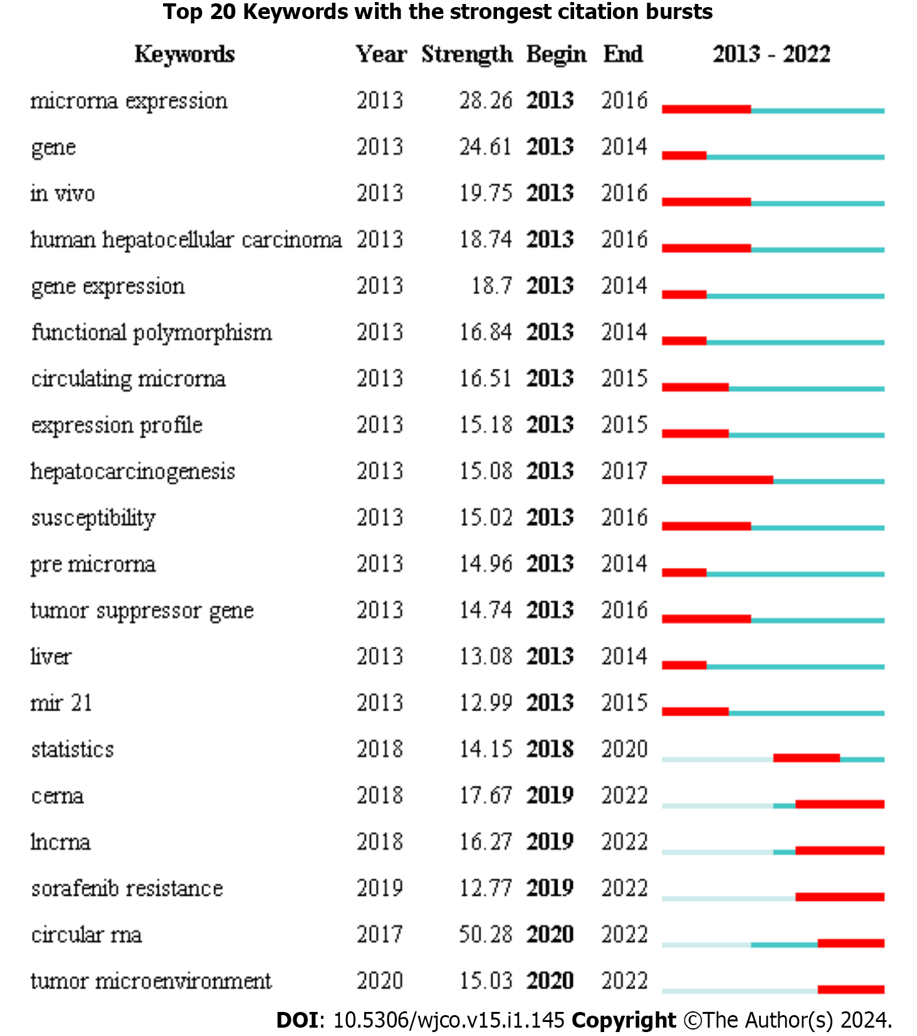 Top 20 Keywords with the strongest citation bursts
Keywords Year Strength Begin End 2013 - 2022
microrna expression 2013 28.26 2013 2016
gene 2013 24.61 2013 2014
in vivo 2013 19.75 2013 2016
human hepatocellular carcinoma 2013 18.74 2013 2016
gene expression 2013 18.7 2013 2014
functional polymorphism 2013 16.84 2013 2014
circulating microrna 2013 16.51 2013 2015
expression profile 2013 15.18 2013 2015
hepatocarcinogenesis 2013 15.08 2013 2017
susceptibility 2013 15.02 2013 2016
pre microrna 2013 14.96 2013 2014
tumor suppressor gene 2013 14.74 2013 2016
liver 2013 13.08 2013 2014
mir 21 2013 12.99 2013 2015
statistics 2018 14.15 2018 2020
cerna 2018 17.67 2019 2022
lncrna 2018 16.27 2019 2022
sorafenib resistance 2019 12.77 2019 2022
circular rna 2017 50.28 2020 2022
tumor microenvironment 2020 15.03 2020 2022
DOI: 10.5306/wjco.v15.i1.145 Copyright ©The Author(s) 2024.